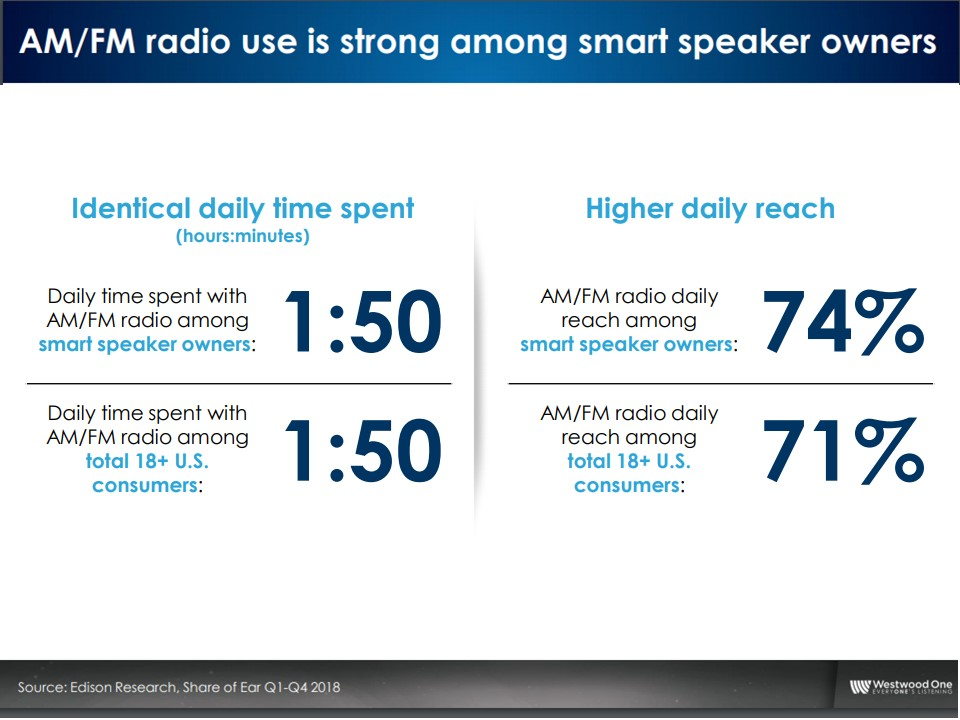 AM/FM radio use is strong among smart speaker owners
Identical daily time spent
(hours:minutes)
Daily time spent with
AM/FM radio among
smart speaker owners:
1:50
Daily time spent with
AM/FM radio among
total 18+ U.S.
consumers:
1:50
Higher daily reach
AM/FM radio daily
reach among
smart speaker owners:
74%
AM/FM radio daily
reach among
total 18+ U.S.
consumers:
71%
Source: Edison Research, Share of Ear Q1-Q4 2018
Westwood One
EVERYONE'S LISTENING